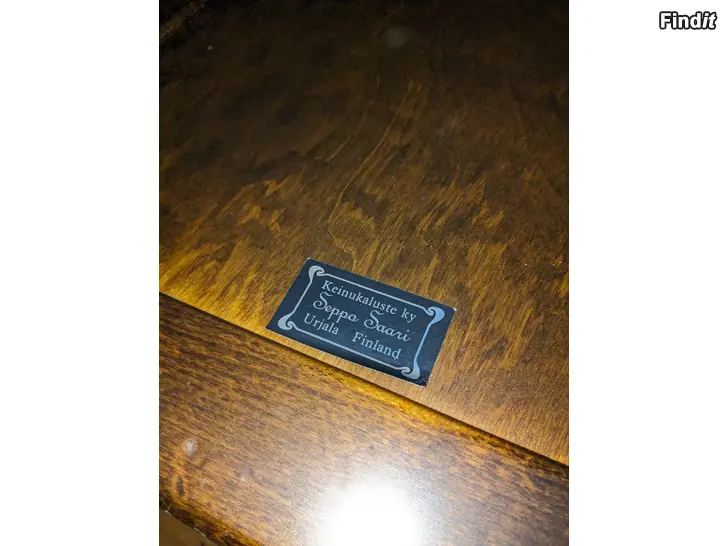 Findit
Keinukaluste ky
Seppo Saari
Urjala Finland